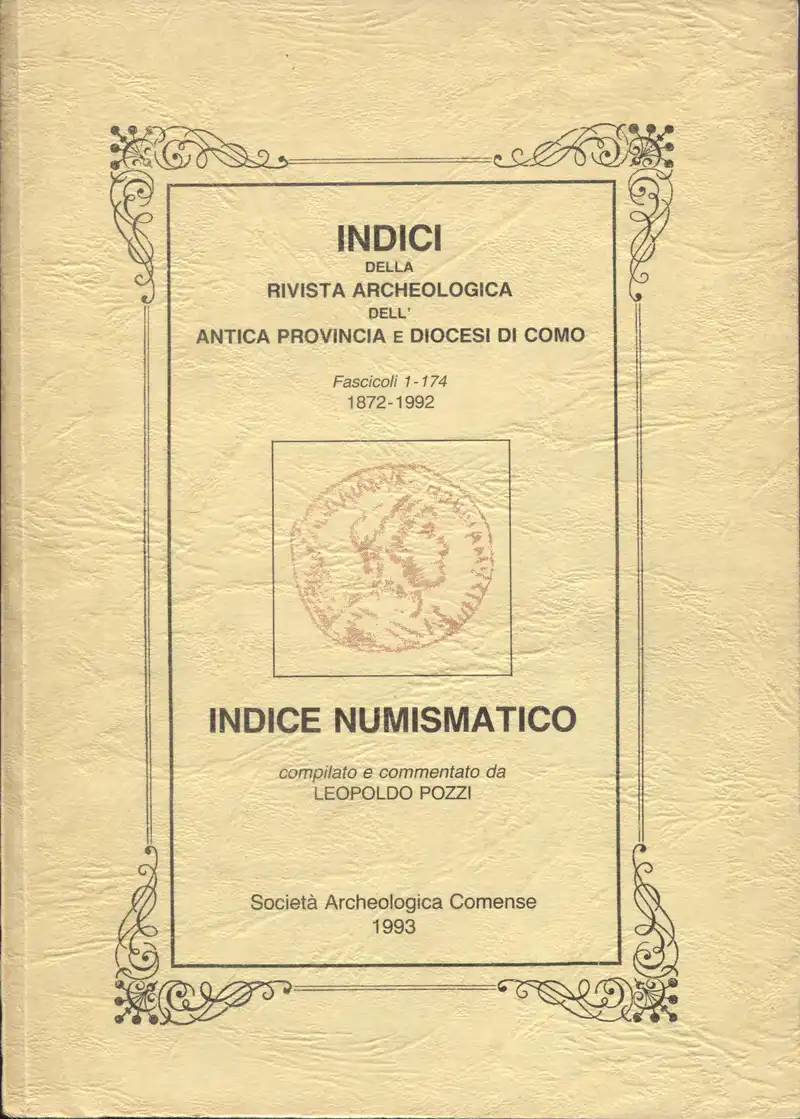 INDICI
DELLA
RIVISTA ARCHEOLOGICA
DELL'
ANTICA PROVINCIA E DIOCESI DI COMO
Fascicoli 1-174
1872-1992
INDICE NUMISMATICO
compilato e commentato da
LEOPOLDO POZZI
Società Archeologica Comense
1993